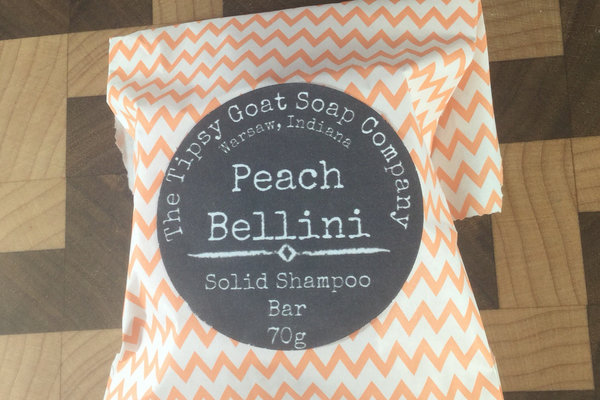 The Tipsy Goat Soap Company
Warsaw, Indiana
Peach
Bellini
Solid Shampoo
Bar
70g